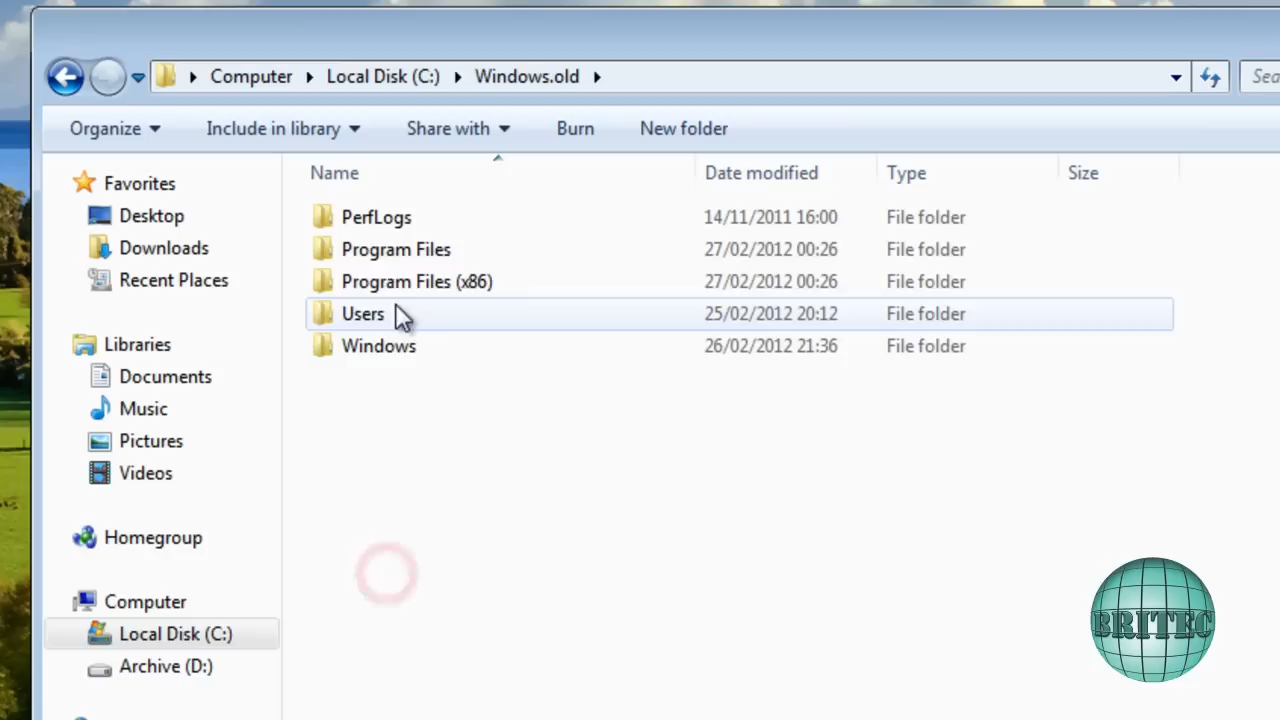 Computer Local Disk (C:) Windows.old
Sea
Organize Include in library Share with Burn New folder
Name Date modified Type Size
Favorites
Desktop
Downloads
Recent Places
Libraries
Documents
Music
Pictures
Videos
Homegroup
Computer
Local Disk (C:)
Archive (D:)
PerfLogs 14/11/2011 16:00 File folder
Program Files 27/02/2012 00:26 File folder
Program Files (x86) 27/02/2012 00:26 File folder
Users 25/02/2012 20:12 File folder
Windows 26/02/2012 21:36 File folder
BRITEC